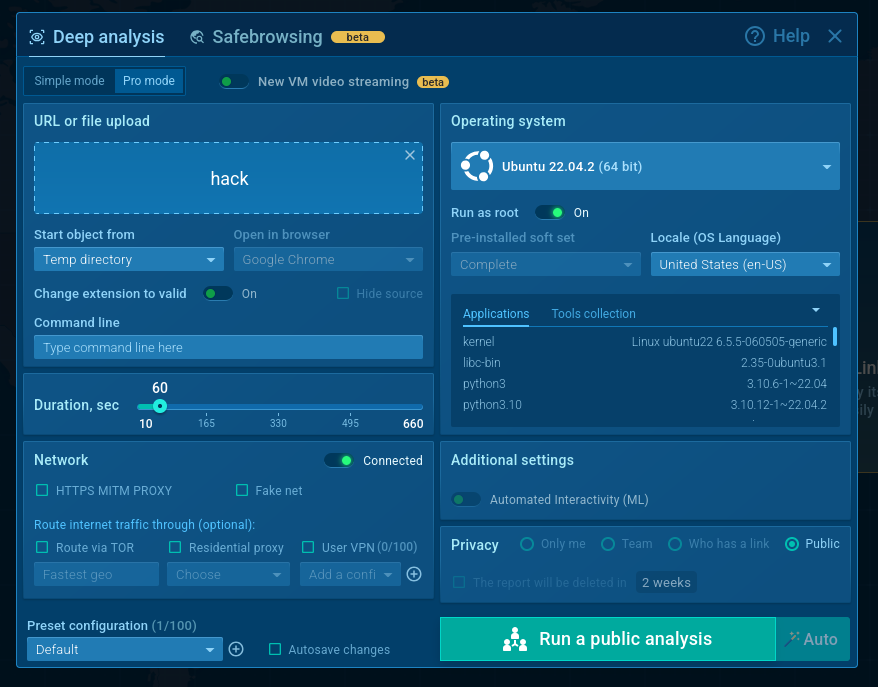 Deep analysis
Safebrowsing beta
Help
Simple mode
Pro mode
New VM video streaming beta
URL or file upload
hack
Start object from
Open in browser
Temp directory
Google Chrome
Change extension to valid
On
Hide source
Command line
Type command line here
Duration, sec
60
10
165
330
495
660
Network
Connected
HTTPS MITM PROXY
Fake net
Route internet traffic through (optional):
Route via TOR
Residential proxy
User VPN (0/100)
Fastest geo
Choose
Add a confi
Preset configuration (1/100)
Default
Autosave changes
Operating system
Ubuntu 22.04.2 (64 bit)
Run as root
On
Pre-installed soft set
Locale (OS Language)
Complete
United States (en-US)
Applications
Tools collection
kernel
Linux ubuntu22 6.5.5-060505-generic
libc-bin
2.35-0ubuntu3.1
python3
3.10.6-1~22.04
python3.10
3.10.12-1~22.04.2
Additional settings
Automated Interactivity (ML)
Privacy
Only me
Team
Who has a link
Public
The report will be deleted in
2 weeks
Run a public analysis
Auto